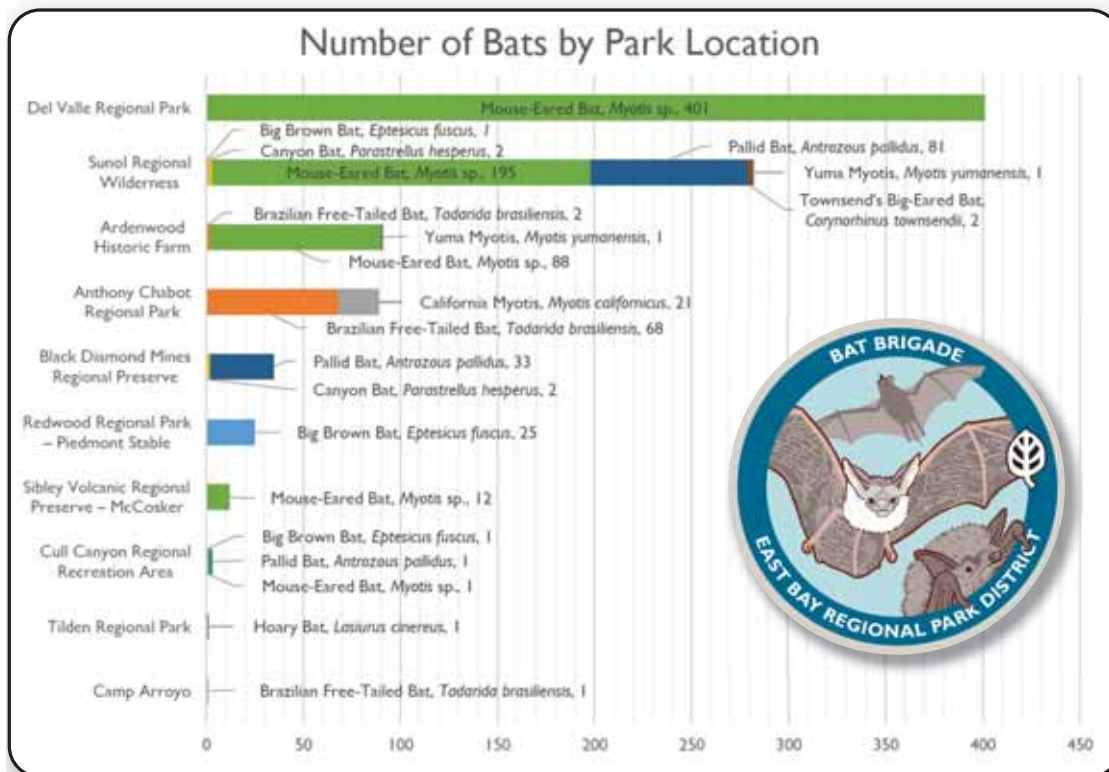 Number of Bats by Park Location
Del Valle Regional Park
Mouse-Eared Bat, Myotis sp., 401
Big Brown Bat, Eptesicus fuscus, 1
Canyon Bat, Parastrellus hesperus, 2
Sunol Regional
Wilderness
Mouse-Eared Bat, Myotis sp., 195
Pallid Bat, Antrozous pallidus, 81
Yuma Myotis, Myotis yumanensis, 1
Townsend's Big-Eared Bat,
Corynorhinus townsendii, 2
Ardenwood
Historic Farm
Brazilian Free-Tailed Bat, Tadarida brasiliensis, 2
Yuma Myotis, Myotis yumanensis, 1
Mouse-Eared Bat, Myotis sp., 88
Anthony Chabot
Regional Park
California Myotis, Myotis californicus, 21
Brazilian Free-Tailed Bat, Tadarida brasiliensis, 68
Black Diamond Mines
Regional Preserve
Pallid Bat, Antrozous pallidus, 33
Canyon Bat, Parastrellus hesperus, 2
Redwood Regional Park
– Piedmont Stable
Big Brown Bat, Eptesicus fuscus, 25
Sibley Volcanic Regional
Preserve – McCosker
Mouse-Eared Bat, Myotis sp., 12
Cull Canyon Regional
Recreation Area
Big Brown Bat, Eptesicus fuscus, 1
Pallid Bat, Antrozous pallidus, 1
Mouse-Eared Bat, Myotis sp., 1
Tilden Regional Park
Hoary Bat, Lasiurus cinereus, 1
Camp Arroyo
Brazilian Free-Tailed Bat, Tadarida brasiliensis, 1
0 50 100 150 200 250 300 350 400 450
BAT BRIGADE
EAST BAY REGIONAL PARK DISTRICT